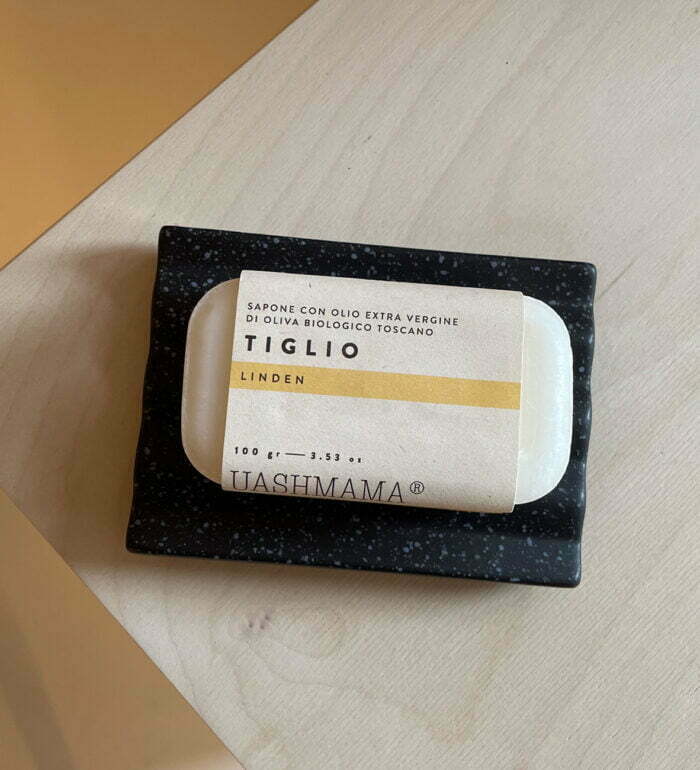 SAPONE CON OLIO EXTRA VERGINE
DI OLIVA BIOLOGICO TOSCANO
TIGLIO
LINDEN
100 gr — 3.53 oz
UASHMAMA®